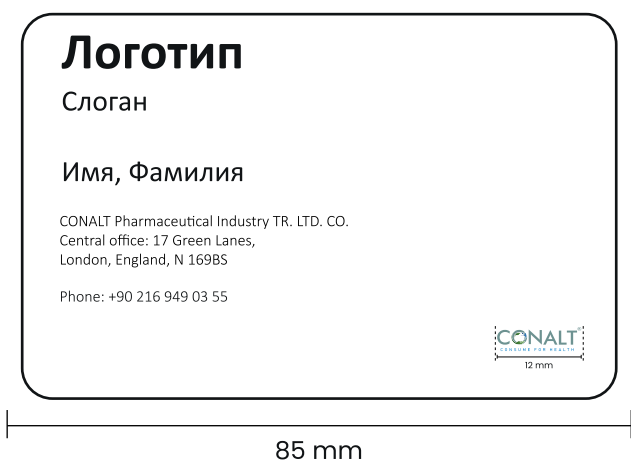 Логотип
Слоган
Имя, Фамилия
CONALT Pharmaceutical Industry TR. LTD. CO.
Central office: 17 Green Lanes,
London, England, N 169BS
Phone: +90 216 949 03 55
CONALT
CONSUME FOR HEALTH
12 mm
85 mm